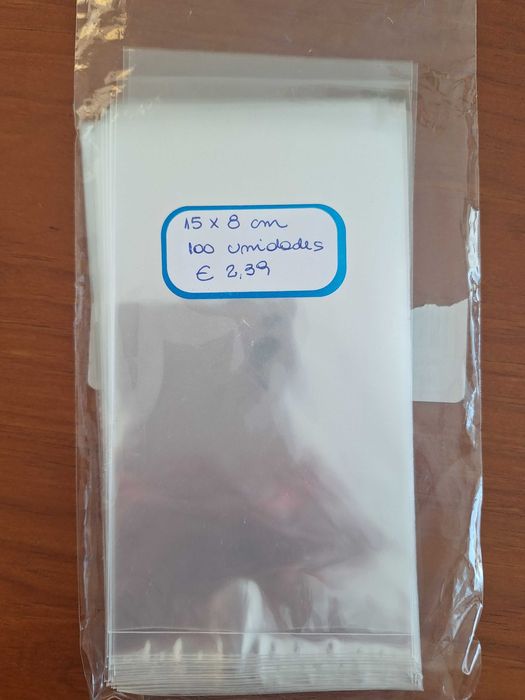 15 x 8 cm
100 unidades
€ 2,39